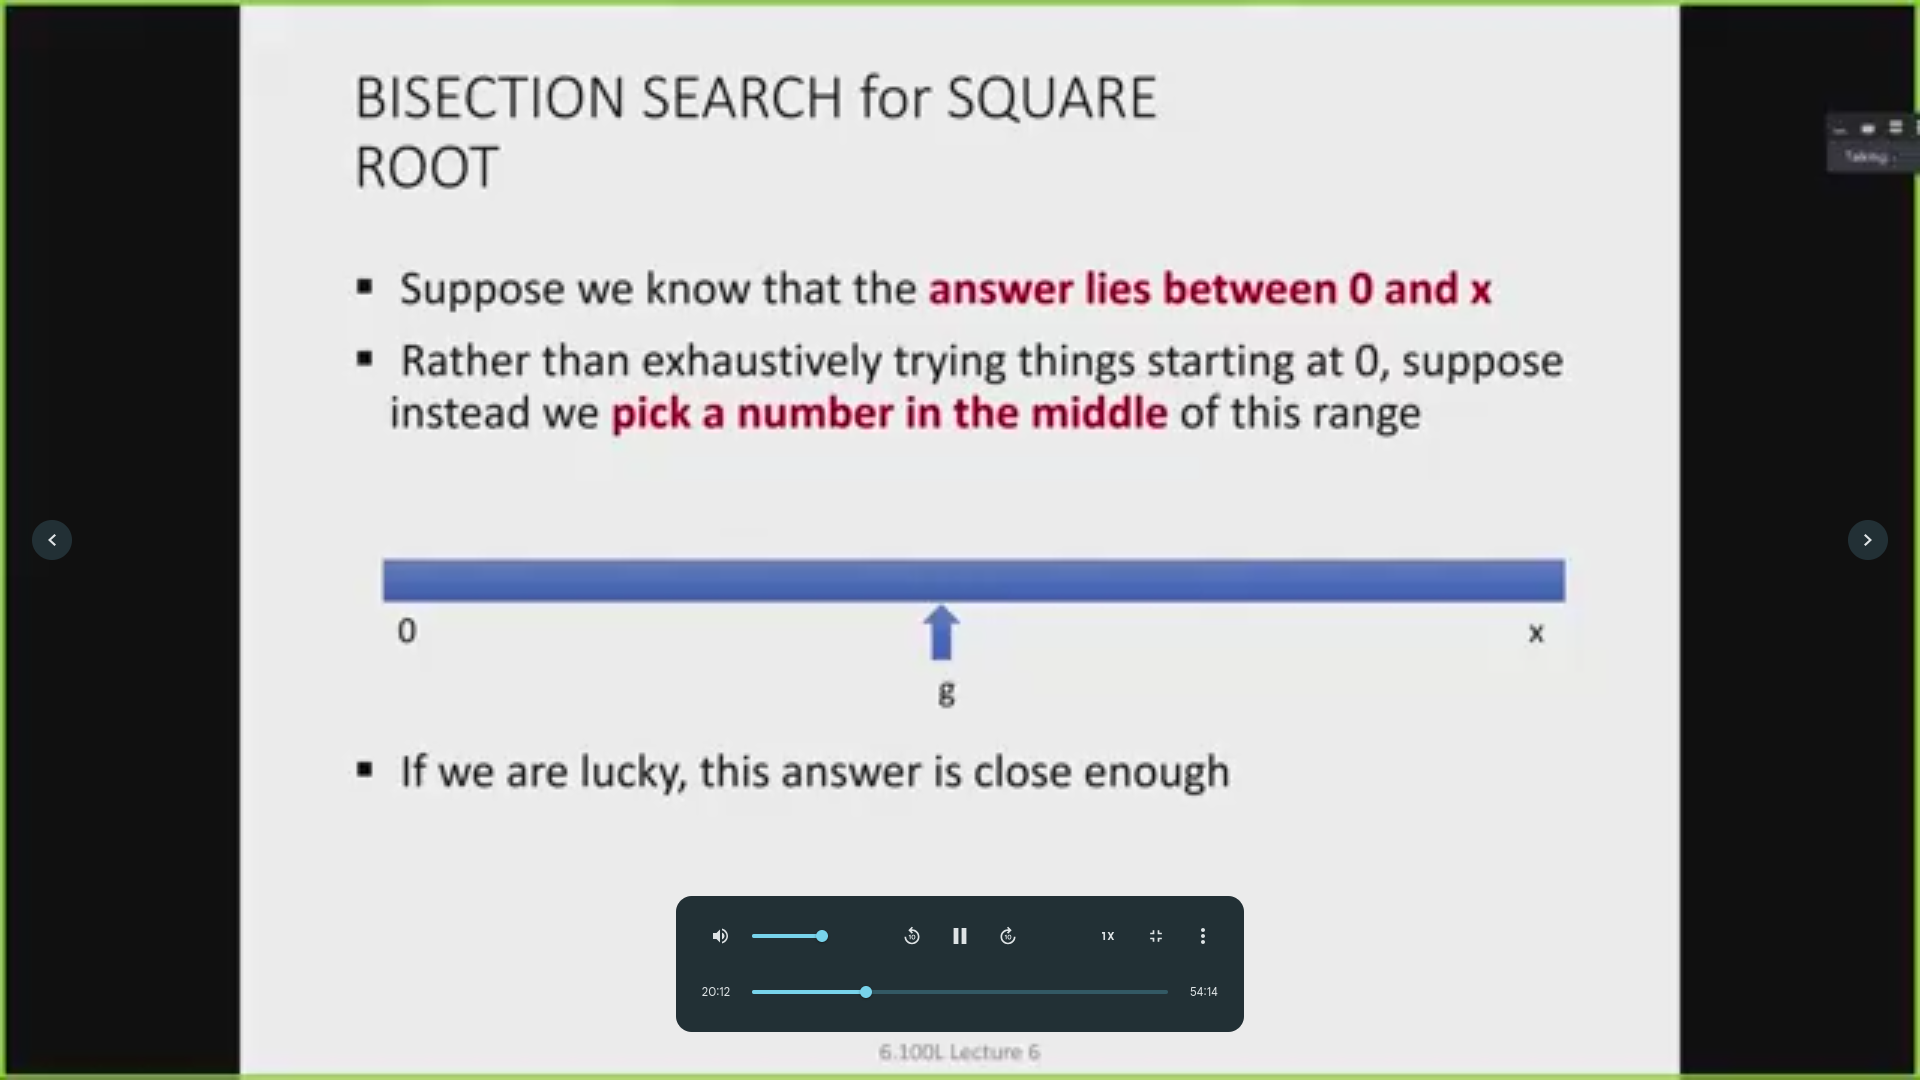 BISECTION SEARCH for SQUARE
ROOT
Talking:
▪ Suppose we know that the answer lies between 0 and x
▪ Rather than exhaustively trying things starting at 0, suppose
instead we pick a number in the middle of this range
0
x
g
▪ If we are lucky, this answer is close enough
10
10
1X
20:12
54:14
6.100L Lecture 6